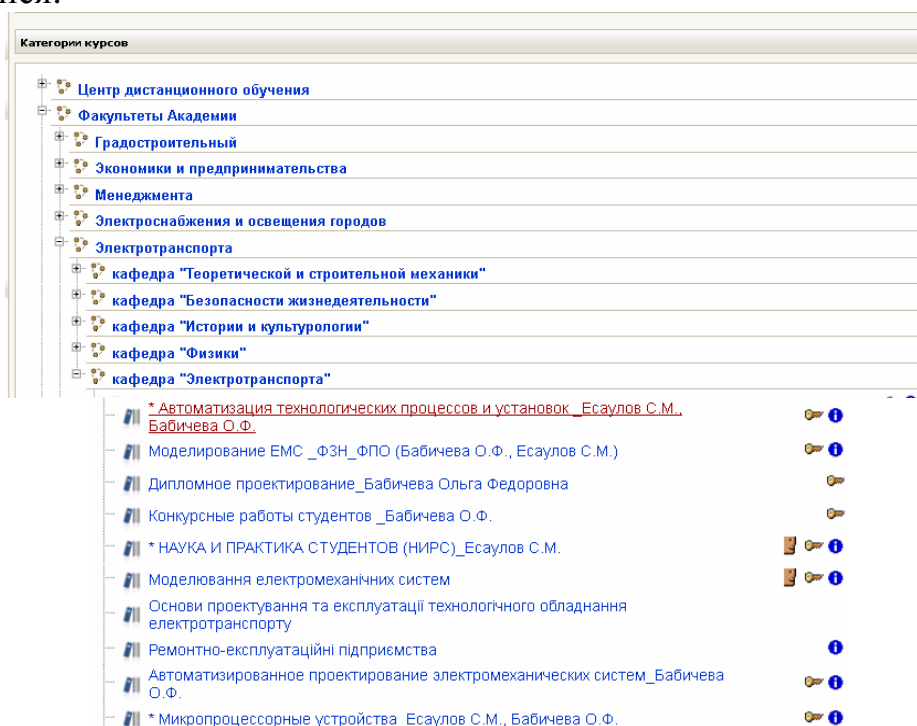 Категории курсов
Центр дистанционного обучения
Факультеты Академии
Градостроительный
Экономики и предпринимательства
Менеджмента
Электроснабжения и освещения городов
Электротранспорта
кафедра "Теоретической и строительной механики"
кафедра "Безопасности жизнедеятельности"
кафедра "Истории и культурологии"
кафедра "Физики"
кафедра "Электротранспорта"
* Автоматизация технологических процессов и установок _Есаулов С.М.,
Бабичева О.Ф.
Моделирование ЕМС _ФЗН_ФПО (Бабичева О.Ф., Есаулов С.М.)
Дипломное проектирование_Бабичева Ольга Федоровна
Конкурсные работы студентов _Бабичева О.Ф.
* НАУКА И ПРАКТИКА СТУДЕНТОВ (НИРС)_Есаулов С.М.
Моделювання електромеханічних систем
Основи проектування та експлуатації технологічного обладнання
електротранспорту
Ремонтно-експлуатаційні підприємства
Автоматизированное проектирование электромеханических систем_Бабичева
О.Ф.
* Микропроцессорные устройства_Есаулов С.М., Бабичева О.Ф.